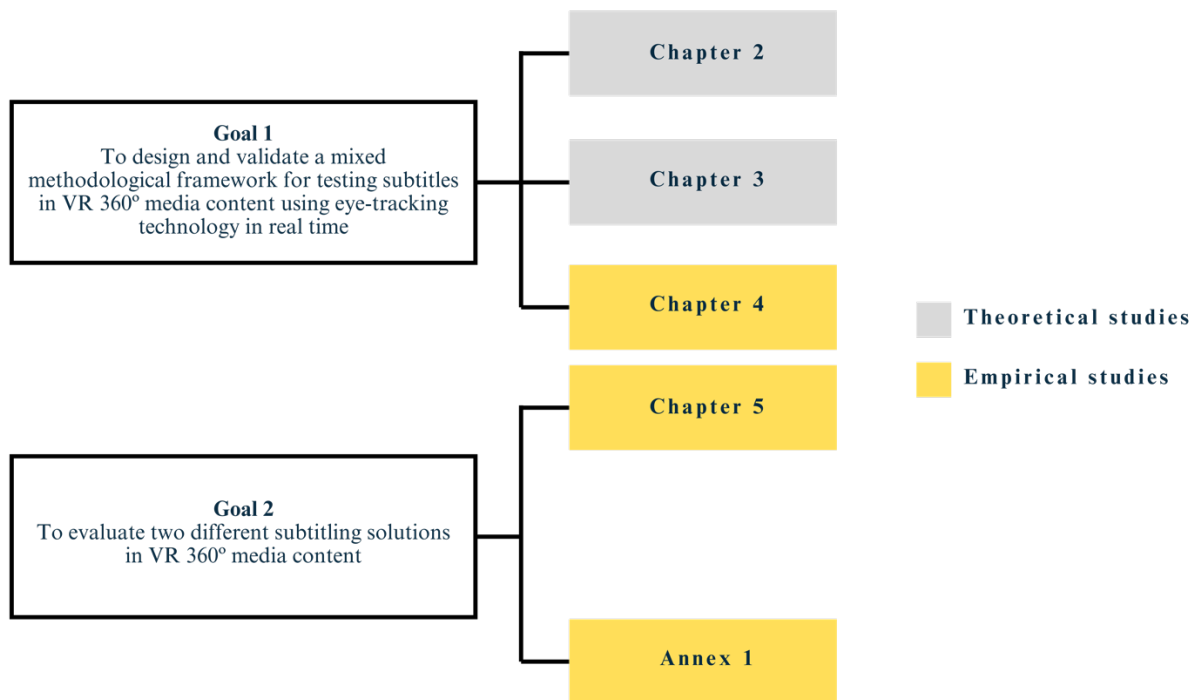 Chapter 2
Goal 1
To design and validate a mixed
methodological framework for testing subtitles
in VR 360º media content using eye-tracking
technology in real time
Chapter 3
Chapter 4
Theoretical studies
Empirical studies
Chapter 5
Goal 2
To evaluate two different subtitling solutions
in VR 360º media content
Annex 1